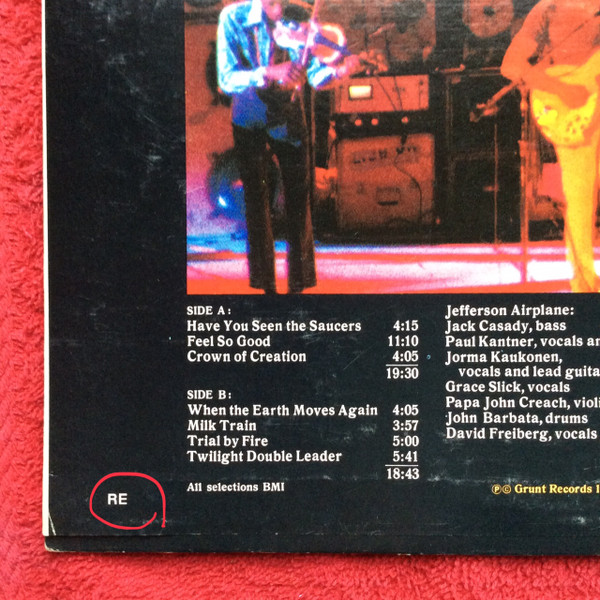 SIDE A:
Have You Seen the Saucers 4:15
Feel So Good 11:10
Crown of Creation 4:05
19:30
SIDE B:
When the Earth Moves Again 4:05
Milk Train 3:57
Trial by Fire 5:00
Twilight Double Leader 5:41
18:43
All selections BMI
Jefferson Airplane:
Jack Casady, bass
Paul Kantner, vocals an
Jorma Kaukonen,
vocals and lead guita
Grace Slick, vocals
Papa John Creach, viol
John Barbata, drums
David Freiberg, vocals
℗© Grunt Records 1
RE